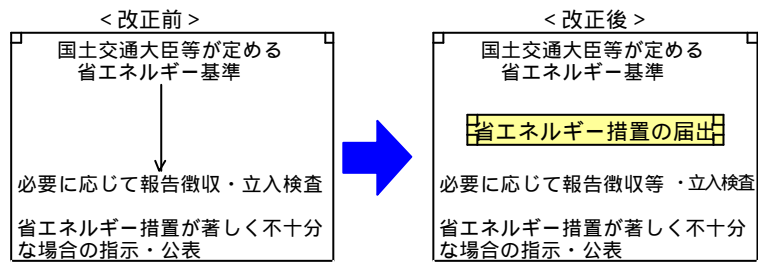 ＜改正前＞
国土交通大臣等が定める
省エネルギー基準
必要に応じて報告徴収・立入検査
省エネルギー措置が著しく不十分
な場合の指示・公表
＜改正後＞
国土交通大臣等が定める
省エネルギー基準
省エネルギー措置の届出
必要に応じて報告徴収等・立入検査
省エネルギー措置が著しく不十分
な場合の指示・公表